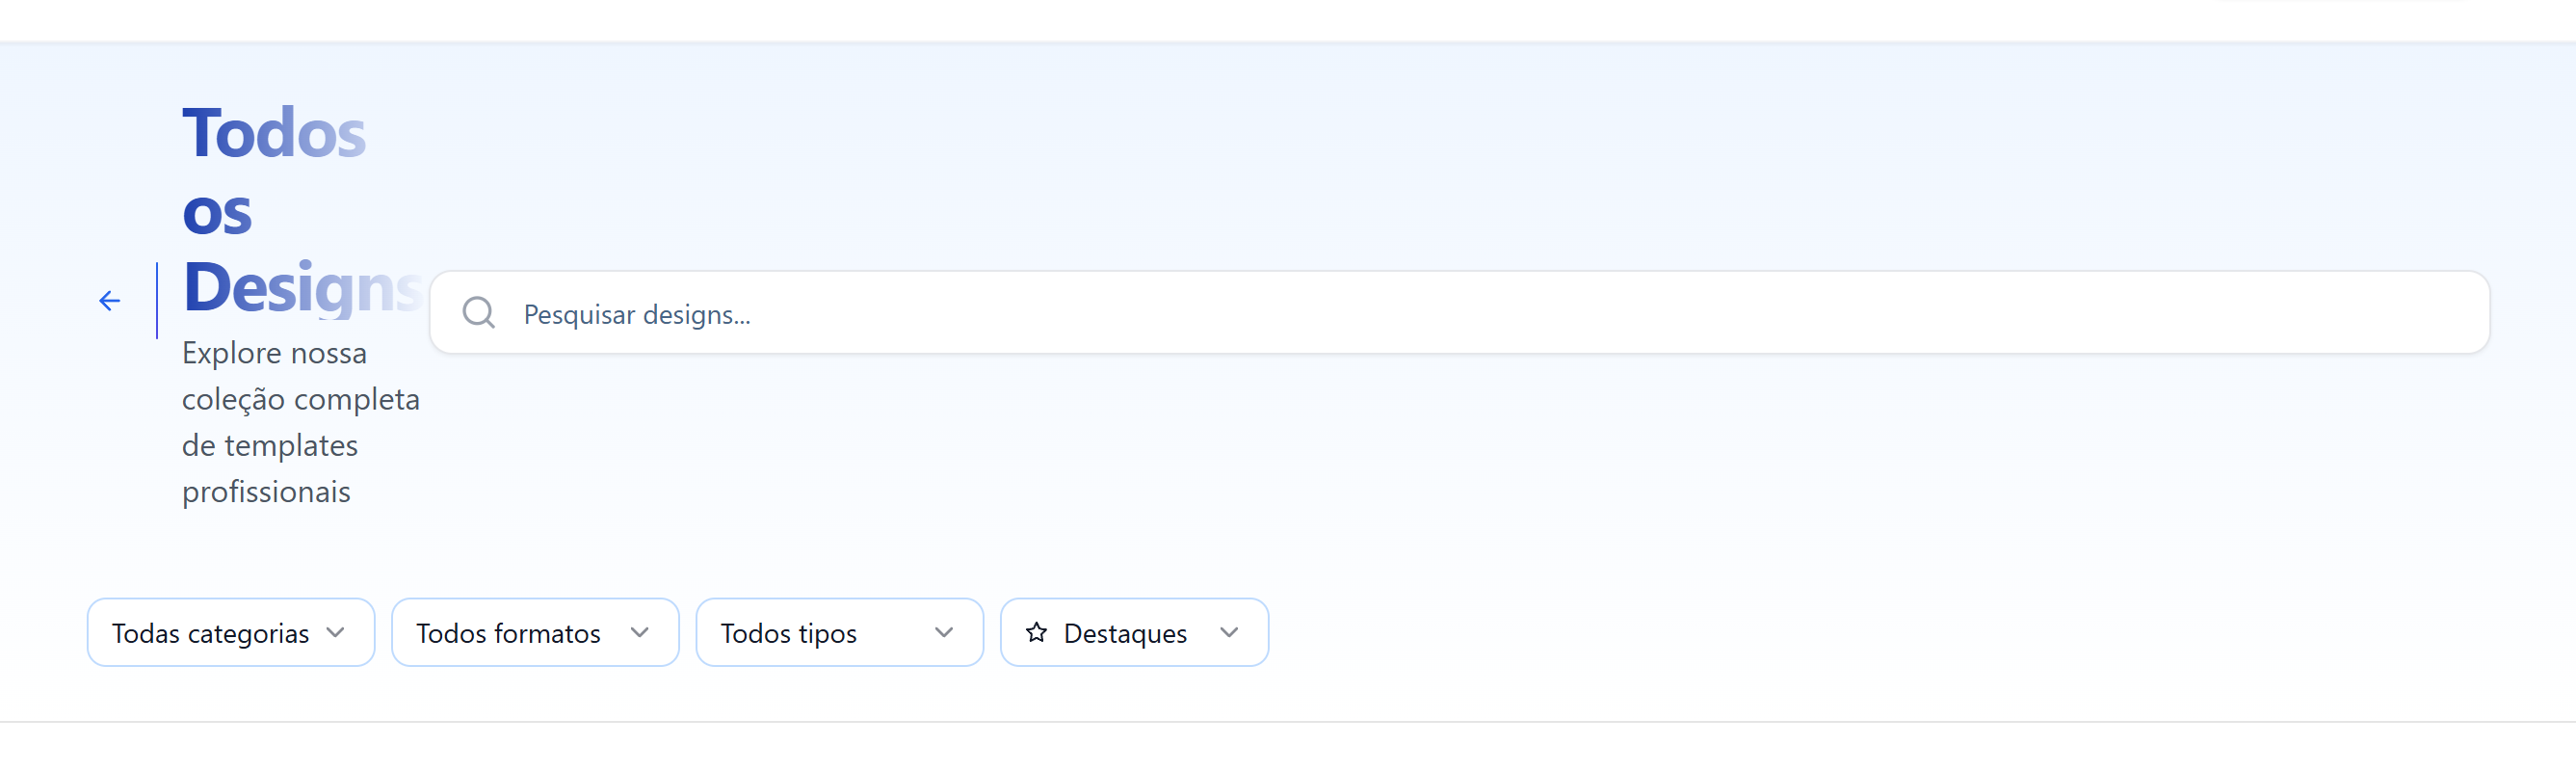 Todos
os
Designs
Pesquisar designs...
Explore nossa
coleção completa
de templates
profissionais
Todas categorias
Todos formatos
Todos tipos
Destaques